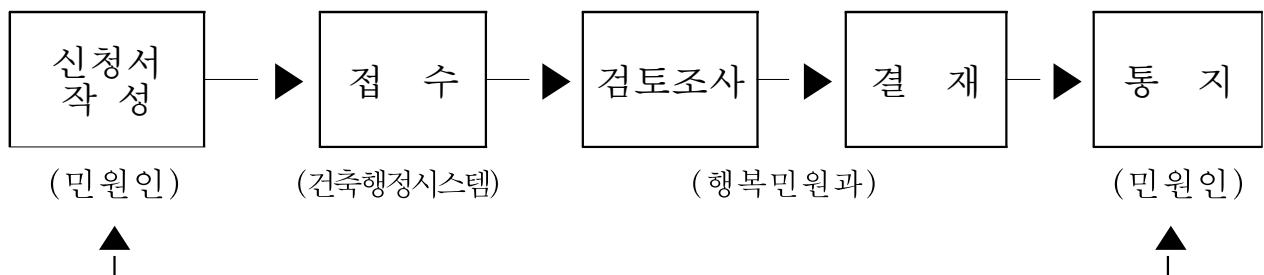 신청서
작 성
접 수
검토조사
결 재
통 지
(민원인)
(건축행정시스템)
(행복민원과)
(민원인)